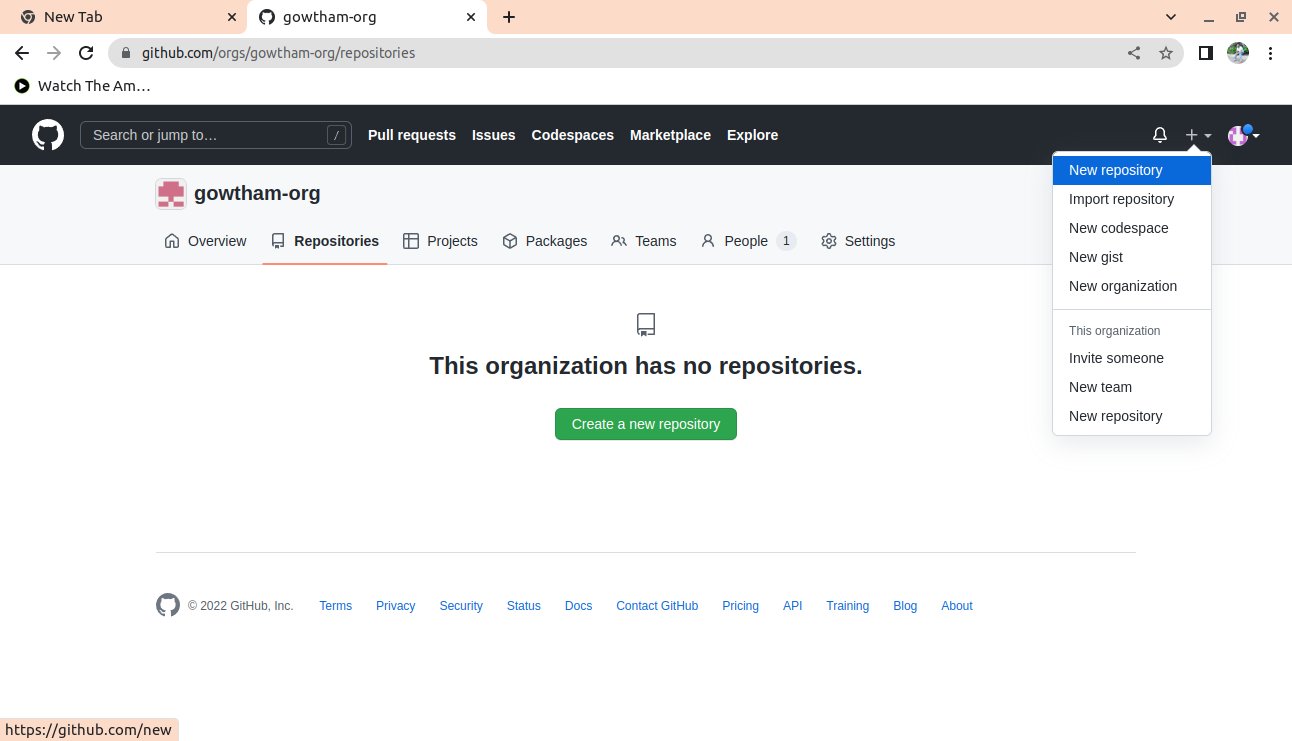 New Tab
gowtham-org
github.com/orgs/gowtham-org/repositories
Watch The Am…
Search or jump to…
/
Pull requests
Issues
Codespaces
Marketplace
Explore
New repository
Import repository
New codespace
New gist
New organization
This organization
Invite someone
New team
New repository
gowtham-org
Overview
Repositories
Projects
Packages
Teams
People 1
Settings
This organization has no repositories.
Create a new repository
© 2022 GitHub, Inc.
Terms
Privacy
Security
Status
Docs
Contact GitHub
Pricing
API
Training
Blog
About
https://github.com/new